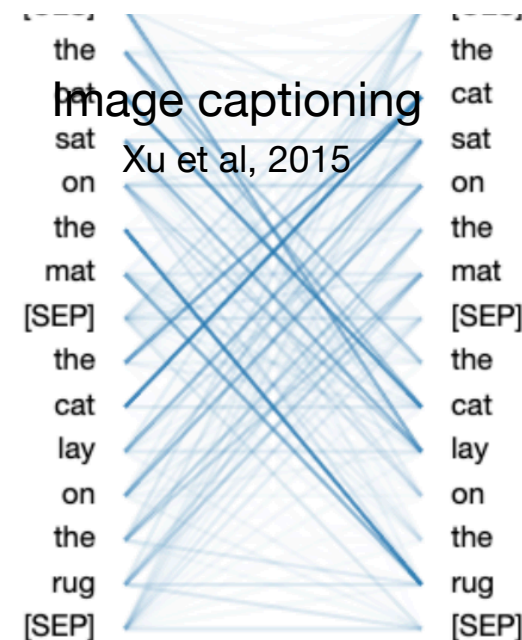 the the
Image captioning cat
sat sat
Xu et al, 2015
on on
the the
mat mat
[SEP] [SEP]
the the
cat cat
lay lay
on on
the the
rug rug
[SEP] [SEP]